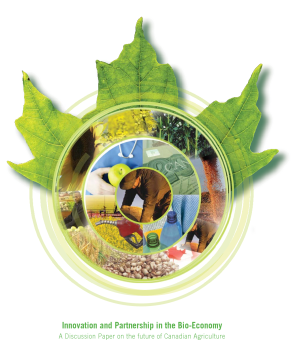 Innovation and Partnership in the Bio-Economy
A Discussion Paper on the future of Canadian Agriculture